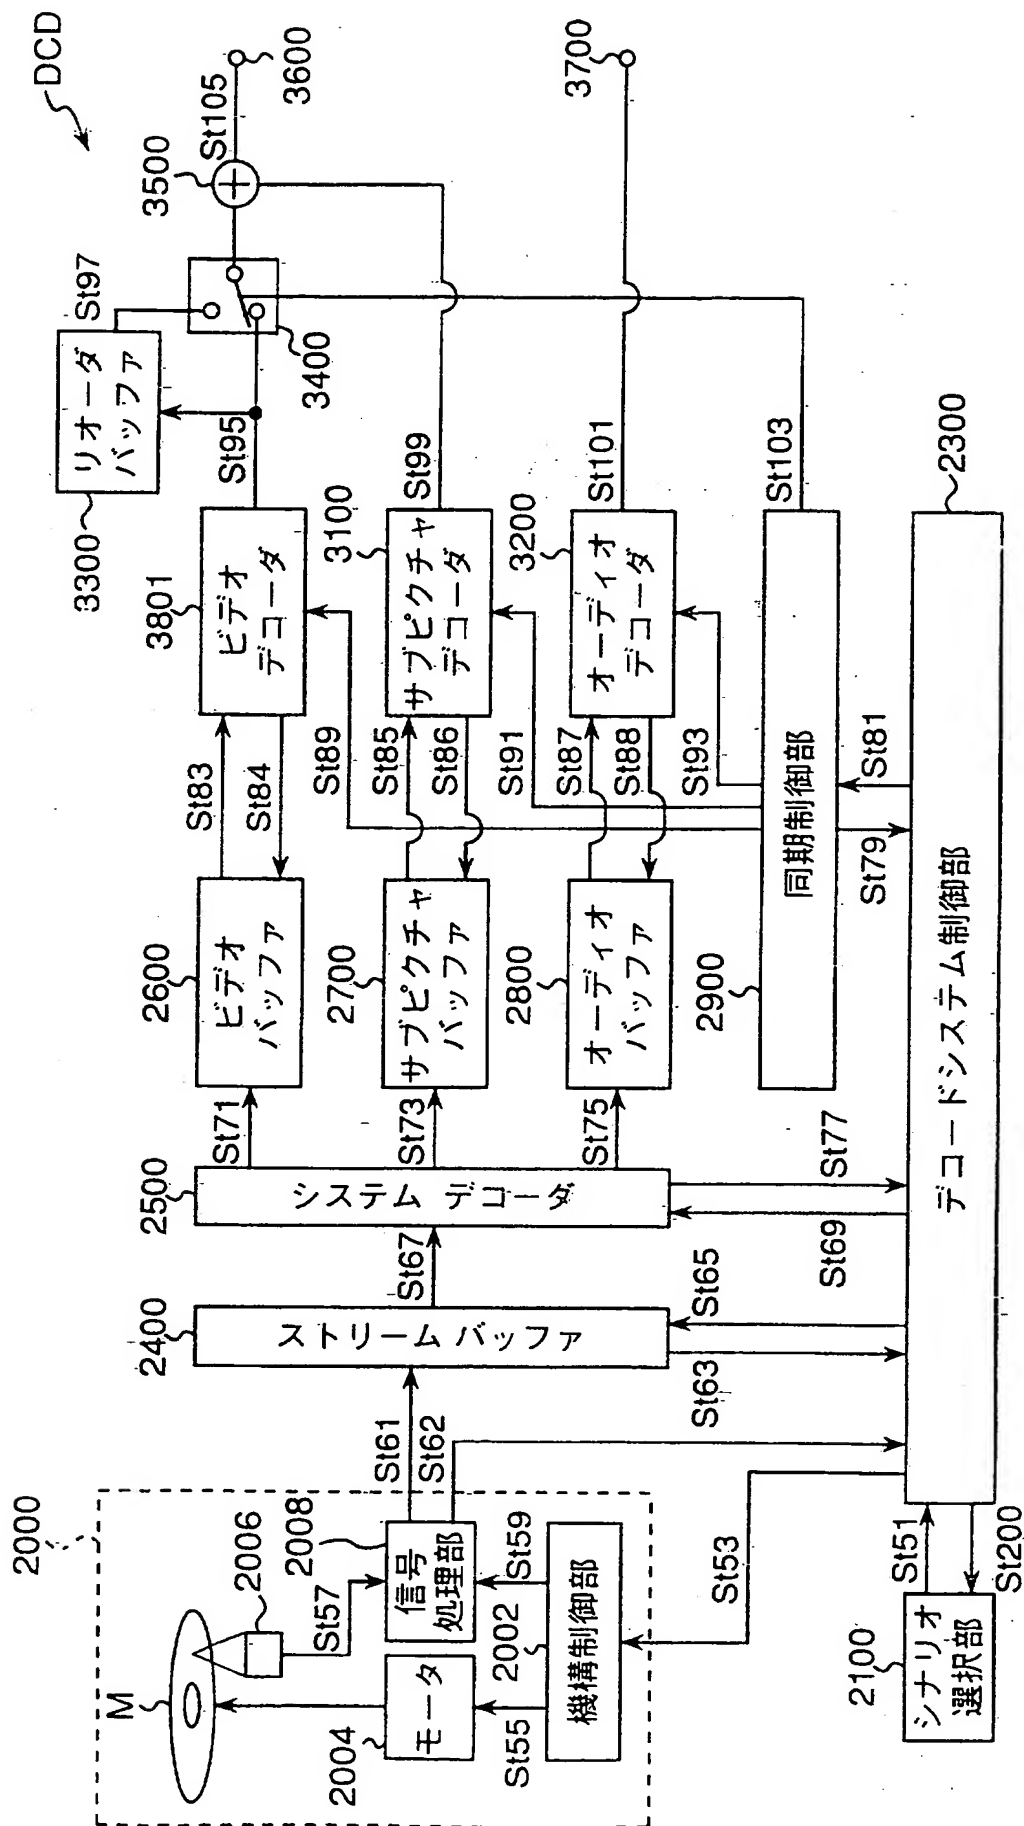 DCD
2000
M
2006
St57
2004
モータ
2008
信号
処理部
St61
St62
St55
St59
2002
機構制御部
St53
2100
シナリオ
選択部
St51
St200
2400
ストリームバッファ
St63
St65
St67
2500
システム デコーダ
St69
St77
St71
St73
St75
2600
ビデオ
バッファ
2700
サブピクチャ
バッファ
2800
オーディオ
バッファ
St83
St84
St89
St85
St86
St91
St87
St88
St93
3801
ビデオ
デコーダ
3100
サブピクチャ
デコーダ
3200
オーディオ
デコーダ
2900
同期制御部
St79
St81
2300
デコードシステム制御部
3300
リオーダ
バッファ
St95
St97
St99
St101
St103
3400
3500
St105
3600
3700